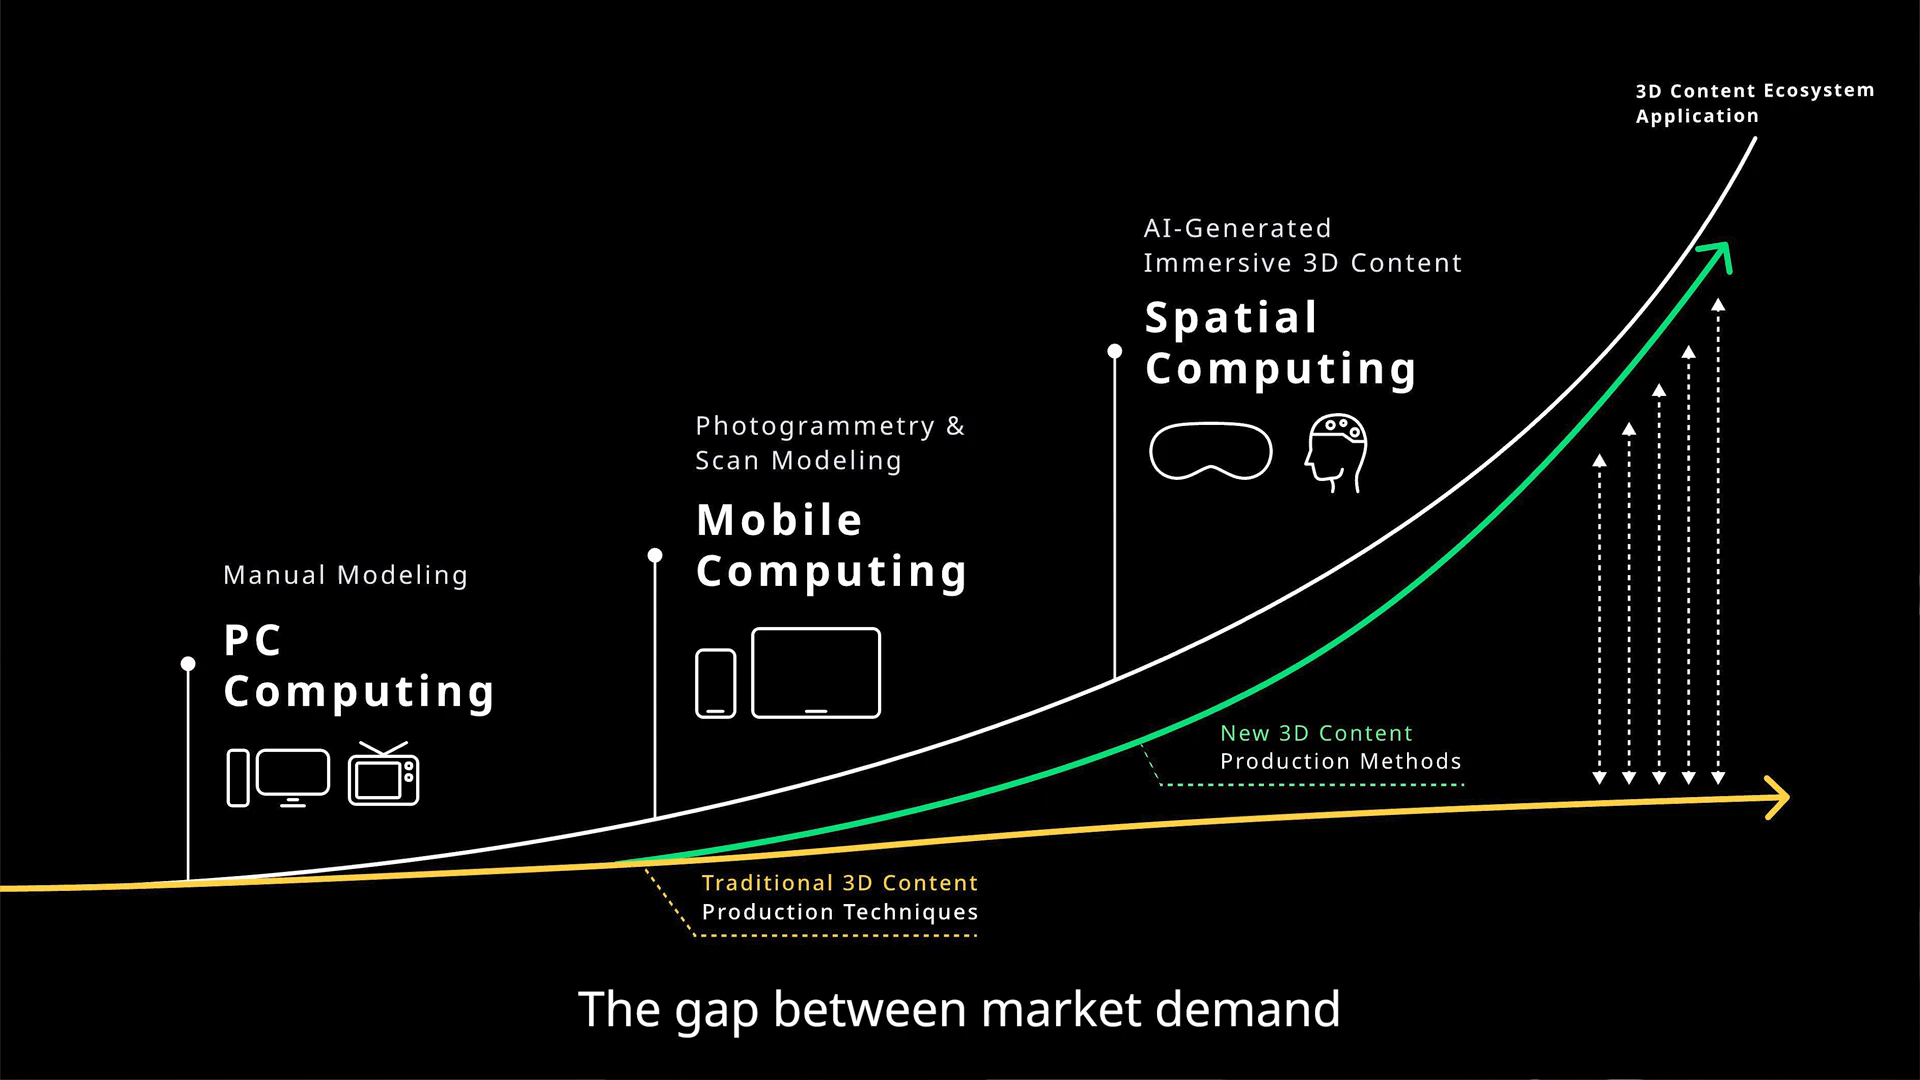 3D Content Ecosystem
Application
AI-Generated
Immersive 3D Content
Spatial
Computing
Photogrammetry &
Scan Modeling
Mobile
Computing
Manual Modeling
PC
Computing
New 3D Content
Production Methods
Traditional 3D Content
Production Techniques
The gap between market demand